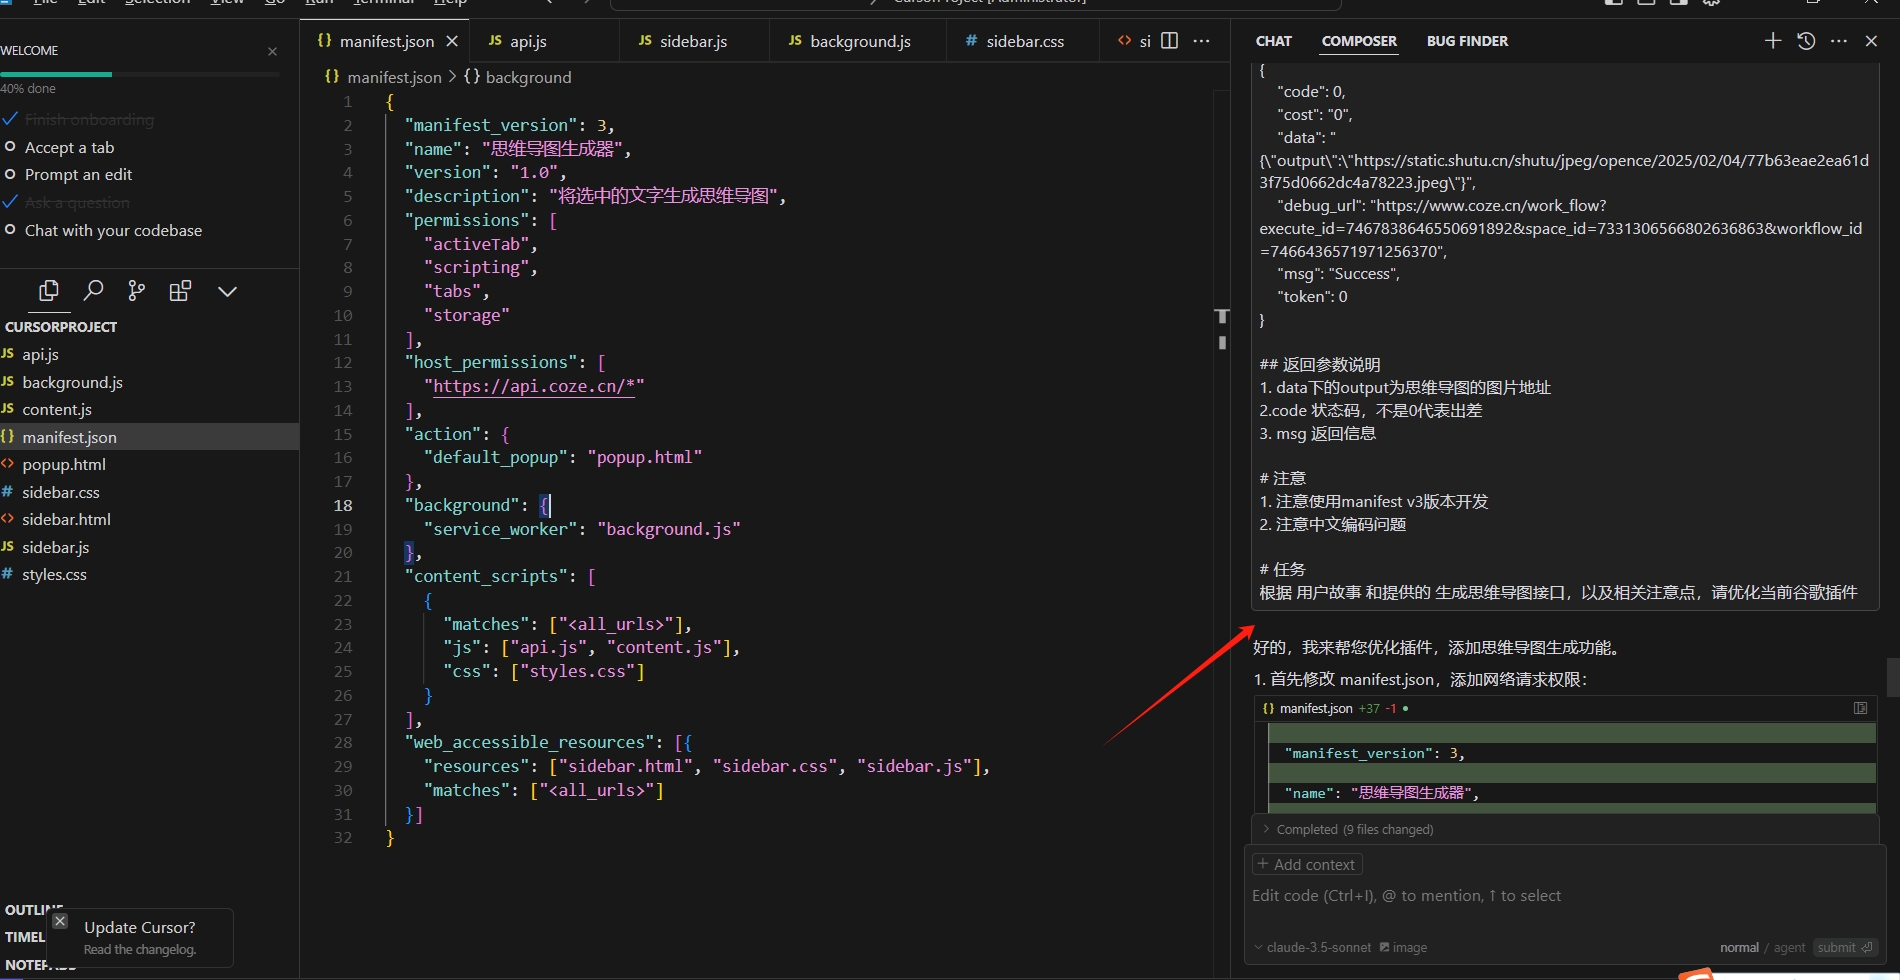 File Edit Selection View Go Run Terminal Help
CursorProject [Administrator]
WELCOME
40% done
Finish onboarding
Accept a tab
Prompt an edit
Ask a question
Chat with your codebase
CURSORPROJECT
JS api.js
JS background.js
JS content.js
{} manifest.json
<> popup.html
# sidebar.css
<> sidebar.html
JS sidebar.js
# styles.css
OUTLINE
TIMEL
NOTEPADS
Update Cursor?
Read the changelog.
{} manifest.json
JS api.js
JS sidebar.js
JS background.js
# sidebar.css
<> si
{} manifest.json > {} background
1 {
2 "manifest_version": 3,
3 "name": "思维导图生成器",
4 "version": "1.0",
5 "description": "将选中的文字生成思维导图",
6 "permissions": [
7 "activeTab",
8 "scripting",
9 "tabs",
10 "storage"
11 ],
12 "host_permissions": [
13 "https://api.coze.cn/*"
14 ],
15 "action": {
16 "default_popup": "popup.html"
17 },
18 "background": {
19 "service_worker": "background.js"
20 },
21 "content_scripts": [
22 {
23 "matches": ["<all_urls>"],
24 "js": ["api.js", "content.js"],
25 "css": ["styles.css"]
26 }
27 ],
28 "web_accessible_resources": [{
29 "resources": ["sidebar.html", "sidebar.css", "sidebar.js"],
30 "matches": ["<all_urls>"]
31 }]
32 }
CHAT COMPOSER BUG FINDER
{
"code": 0,
"cost": "0",
"data": "
{\"output\":\"https://static.shutu.cn/shutu/jpeg/opence/2025/02/04/77b63eae2ea61d
3f75d0662dc4a78223.jpeg\"}",
"debug_url": "https://www.coze.cn/work_flow?
execute_id=7467838646550691892&space_id=7331306566802636863&workflow_id
=7466436571971256370",
"msg": "Success",
"token": 0
}
## 返回参数说明
1. data下的output为思维导图的图片地址
2.code 状态码，不是0代表出差
3. msg 返回信息
# 注意
1. 注意使用manifest v3版本开发
2. 注意中文编码问题
# 任务
根据 用户故事 和提供的 生成思维导图接口，以及相关注意点，请优化当前谷歌插件
好的，我来帮您优化插件，添加思维导图生成功能。
1. 首先修改 manifest.json，添加网络请求权限：
{} manifest.json +37 -1
"manifest_version": 3,
"name": "思维导图生成器",
Completed (9 files changed)
+ Add context
Edit code (Ctrl+I), @ to mention, ↑ to select
claude-3.5-sonnet image
normal / agent submit